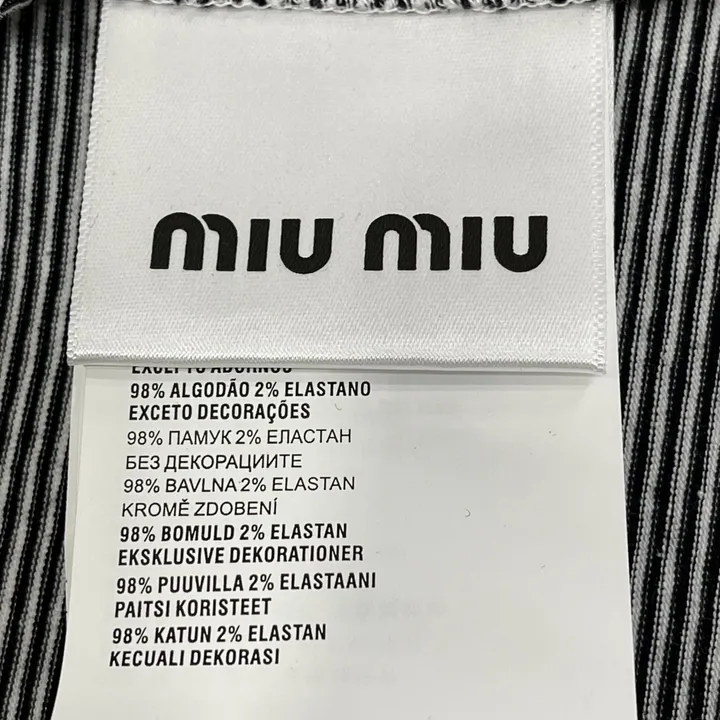 MIU MIU
EXCEPTO ADORNOS
98% ALGODÃO 2% ELASTANO
EXCETO DECORAÇÕES
98% ПАМУК 2% ЕЛАСТАН
БЕЗ ДЕКОРАЦИИТЕ
98% BAVLNA 2% ELASTAN
KROMĚ ZDOBENÍ
98% BOMULD 2% ELASTAN
EKSKLUSIVE DEKORATIONER
98% PUUVILLA 2% ELASTAANI
PAITSI KORISTEET
98% KATUN 2% ELASTAN
KECUALI DEKORASI